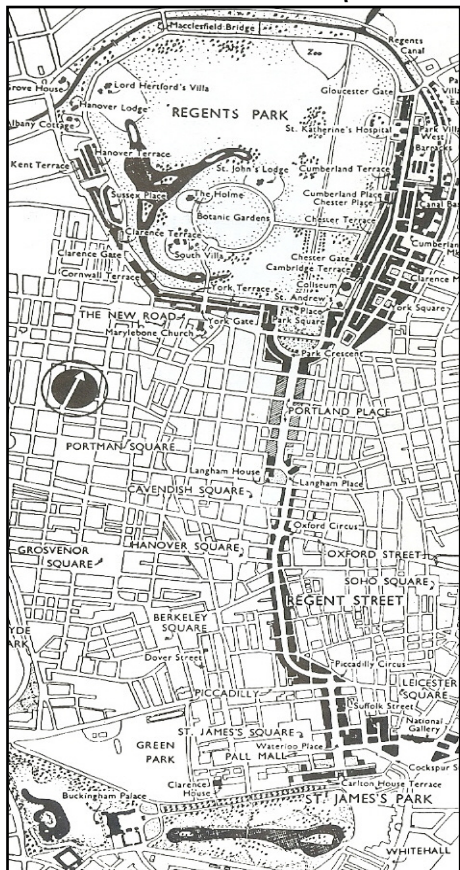 Macclesfield Bridge
Regents
Canal
Zoo
Grove House
Lord Hertford's Villa
Gloucester Gate
Hanover Lodge
REGENTS PARK
Albany Cottage
St. Katherine's Hospital
Park Villa
West
Barracks
Hanover Terrace
Kent Terrace
St. John's Lodge
Cumberland Terrace
Sussex Place
The Holme
Cumberland Place
Canal Ba
Chester Place
Botanic Gardens
Chester Terrace
Clarence Terrace
Cumberlan
Clarence Gate
South Villa
Chester Gate
Clarence M
Cornwall Terrace
Cambridge Terrace
Coliseum
York Terrace
St. Andrew's
Place
York Square
THE NEW ROAD
York Gate
Park Square
Marylebone Church
Park Crescent
PORTLAND PLACE
PORTMAN SQUARE
Langham House
Langham Place
CAVENDISH SQUARE
Oxford Circus
HANOVER SQUARE
GROSVENOR
SQUARE
OXFORD STREET
SOHO SQUARE
REGENT STREET
YDE
ARK
BERKELEY
SQUARE
Dover Street
Piccadilly Circus
LEICESTER
SQUARE
PICCADILLY
Suffolk Street
National
Gallery
ST. JAMES'S SQUARE
GREEN
PARK
Waterloo Place
PALL MALL
Cockspur S
Clarence
House
Carlton House Terrace
Buckingham Palace
ST. JAMES'S PARK
WHITEHALL